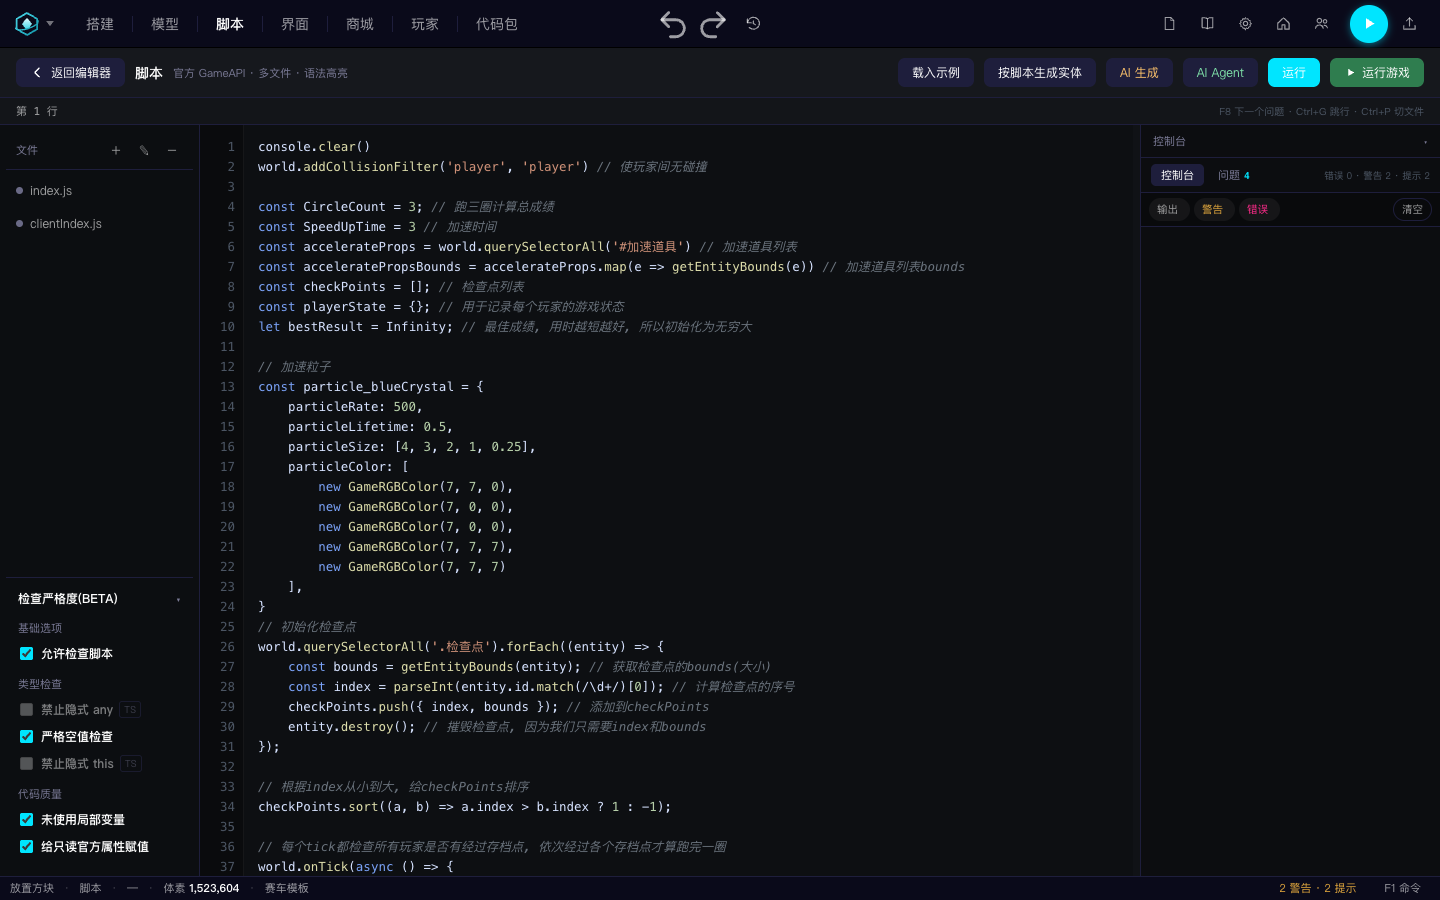 搭建 模型 脚本 界面 商城 玩家 代码包
返回编辑器 脚本 官方 GameAPI · 多文件 · 语法高亮 载入示例 按脚本生成实体 AI 生成 AI Agent 运行 运行游戏
第 1 行 F8 下一个问题 · Ctrl+G 跳行 · Ctrl+P 切文件
文件 + ✎ −
index.js
clientIndex.js
检查严格度(BETA)
基础选项
允许检查脚本
类型检查
禁止隐式 any TS
严格空值检查
禁止隐式 this TS
代码质量
未使用局部变量
给只读官方属性赋值
1 console.clear()
2 world.addCollisionFilter('player', 'player') // 使玩家间无碰撞
3
4 const CircleCount = 3; // 跑三圈计算总成绩
5 const SpeedUpTime = 3 // 加速时间
6 const accelerateProps = world.querySelectorAll('#加速道具') // 加速道具列表
7 const acceleratePropsBounds = accelerateProps.map(e => getEntityBounds(e)) // 加速道具列表bounds
8 const checkPoints = []; // 检查点列表
9 const playerState = {}; // 用于记录每个玩家的游戏状态
10 let bestResult = Infinity; // 最佳成绩, 用时越短越好, 所以初始化为无穷大
11
12 // 加速粒子
13 const particle_blueCrystal = {
14     particleRate: 500,
15     particleLifetime: 0.5,
16     particleSize: [4, 3, 2, 1, 0.25],
17     particleColor: [
18         new GameRGBColor(7, 7, 0),
19         new GameRGBColor(7, 0, 0),
20         new GameRGBColor(7, 0, 0),
21         new GameRGBColor(7, 7, 7),
22         new GameRGBColor(7, 7, 7)
23     ],
24 }
25 // 初始化检查点
26 world.querySelectorAll('.检查点').forEach((entity) => {
27     const bounds = getEntityBounds(entity); // 获取检查点的bounds(大小)
28     const index = parseInt(entity.id.match(/\d+/)[0]); // 计算检查点的序号
29     checkPoints.push({ index, bounds }); // 添加到checkPoints
30     entity.destroy(); // 摧毁检查点, 因为我们只需要index和bounds
31 });
32
33 // 根据index从小到大, 给checkPoints排序
34 checkPoints.sort((a, b) => a.index > b.index ? 1 : -1);
35
36 // 每个tick都检查所有玩家是否有经过存档点, 依次经过各个存档点才算跑完一圈
37 world.onTick(async () => {
控制台
控制台 问题 4 错误 0 · 警告 2 · 提示 2
输出 警告 错误 清空
放置方块 · 脚本 · — · 体素 1,523,604 · 赛车模板 2 警告 · 2 提示 F1 命令